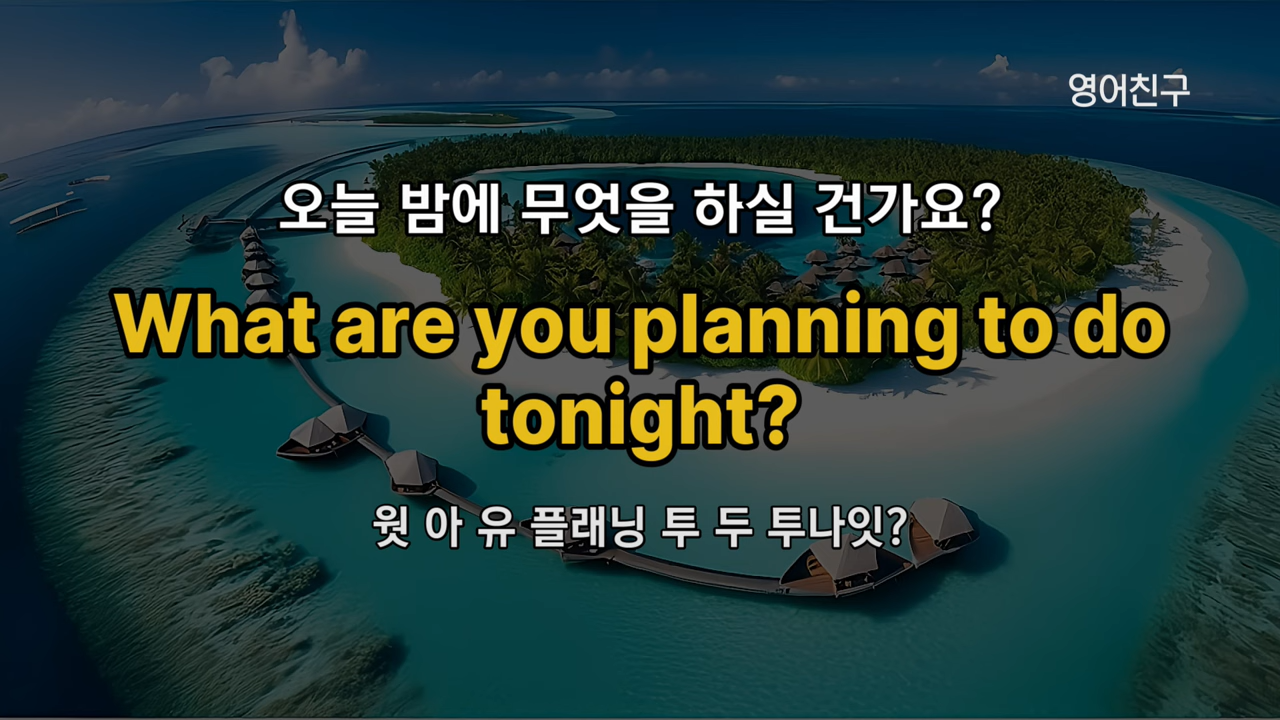 영어친구
오늘 밤에 무엇을 하실 건가요?
What are you planning to do
tonight?
웟 아 유 플래닝 투 두 투나잇?